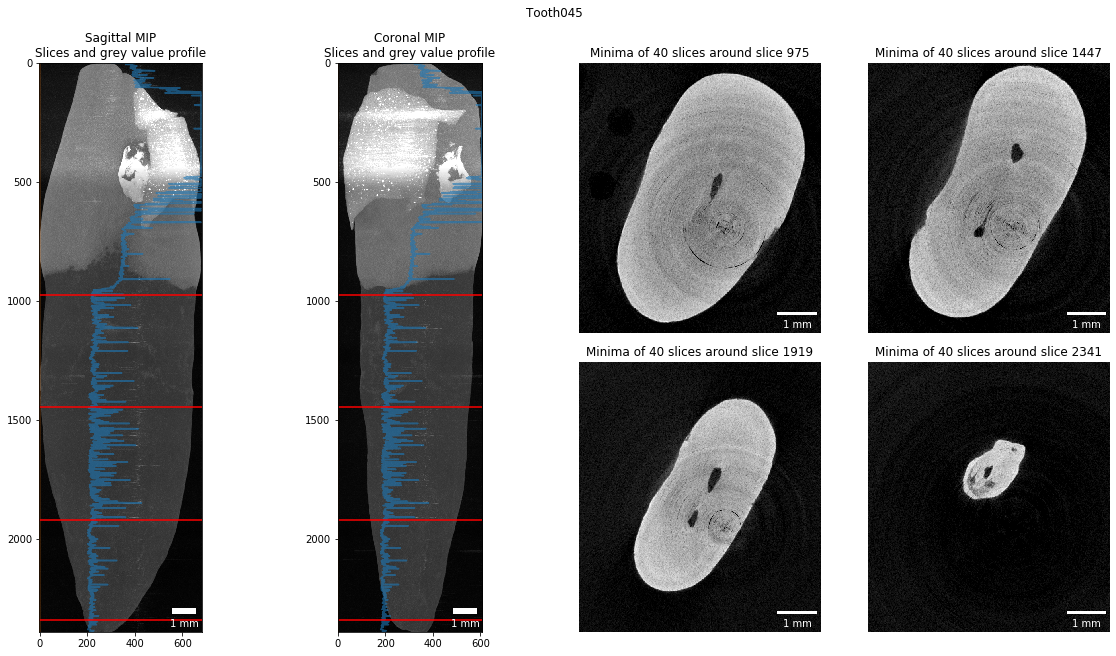 Tooth045
Sagittal MIP
Slices and grey value profile
0
500
1000
1500
2000
0
200
400
600
1 mm
Coronal MIP
Slices and grey value profile
0
500
1000
1500
2000
0
200
400
600
1 mm
Minima of 40 slices around slice 975
1 mm
Minima of 40 slices around slice 1447
1 mm
Minima of 40 slices around slice 1919
1 mm
Minima of 40 slices around slice 2341
1 mm